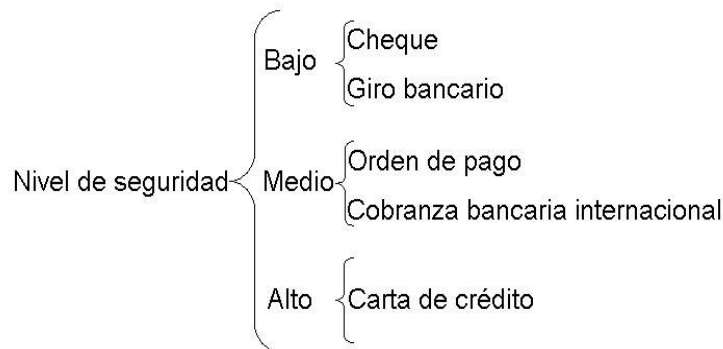 Nivel de seguridad
Bajo
Cheque
Giro bancario
Medio
Orden de pago
Cobranza bancaria internacional
Alto
Carta de crédito